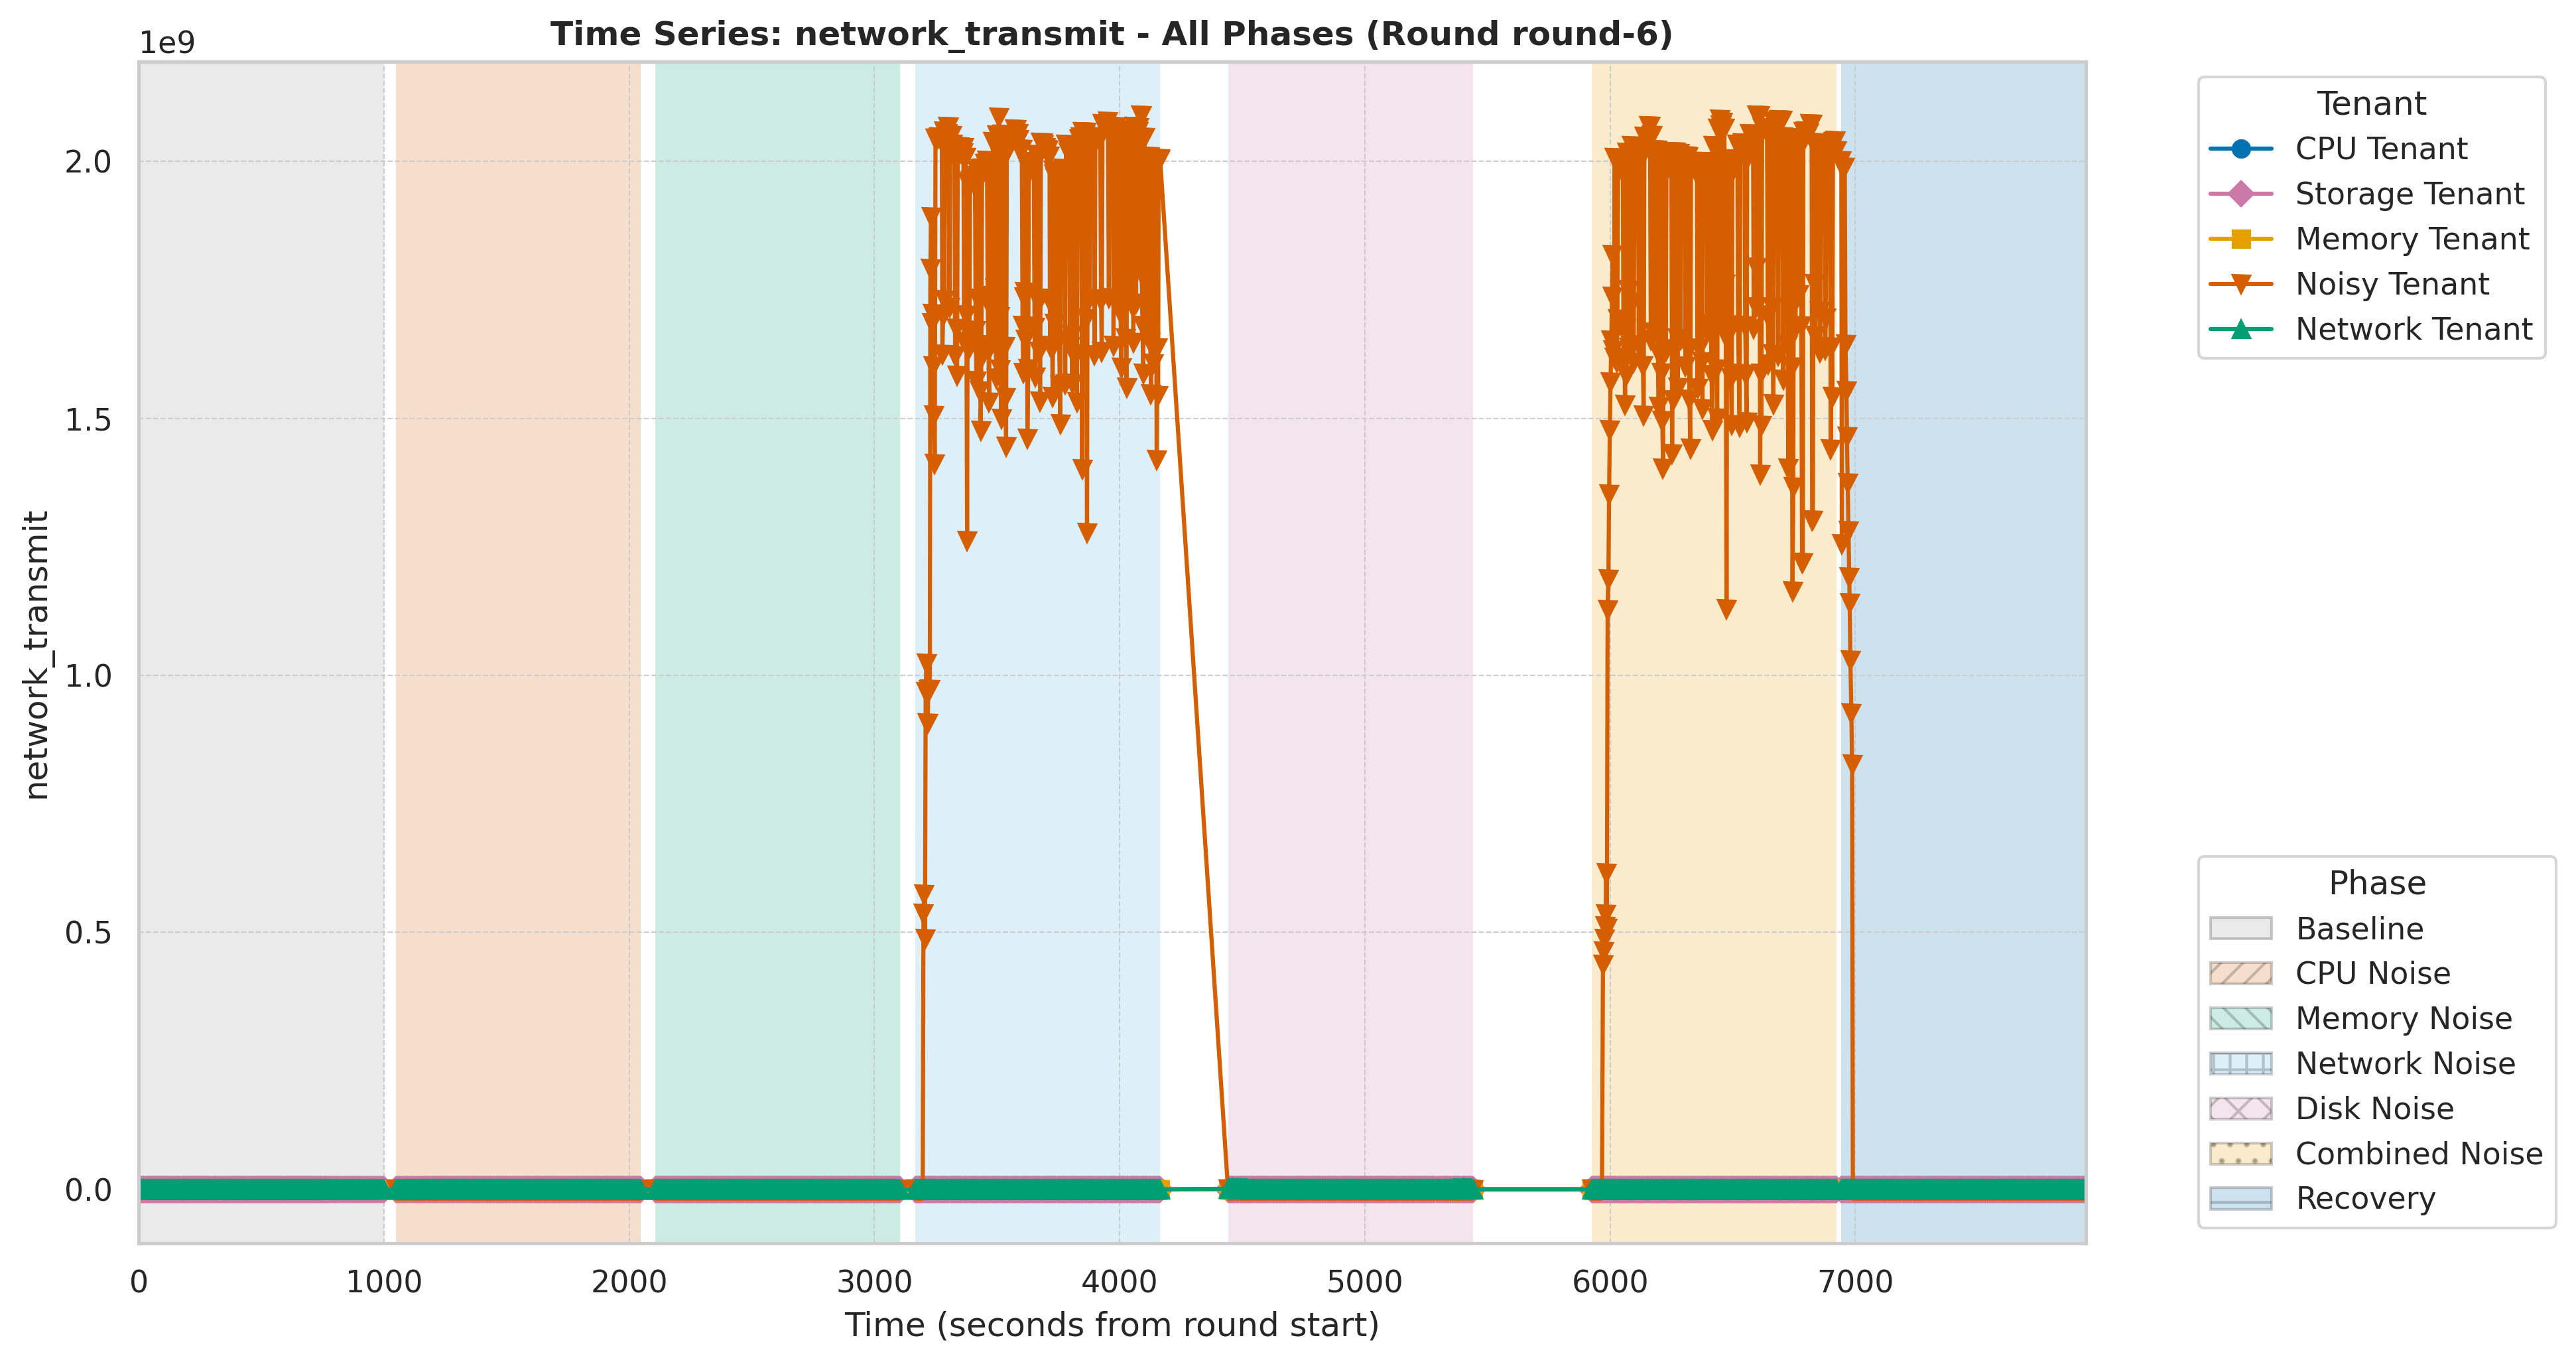 Time Series: network_transmit - All Phases (Round round-6)
1e9
2.0
1.5
1.0
0.5
0.0
network_transmit
0 1000 2000 3000 4000 5000 6000 7000
Time (seconds from round start)
Tenant
CPU Tenant
Storage Tenant
Memory Tenant
Noisy Tenant
Network Tenant
Phase
Baseline
CPU Noise
Memory Noise
Network Noise
Disk Noise
Combined Noise
Recovery